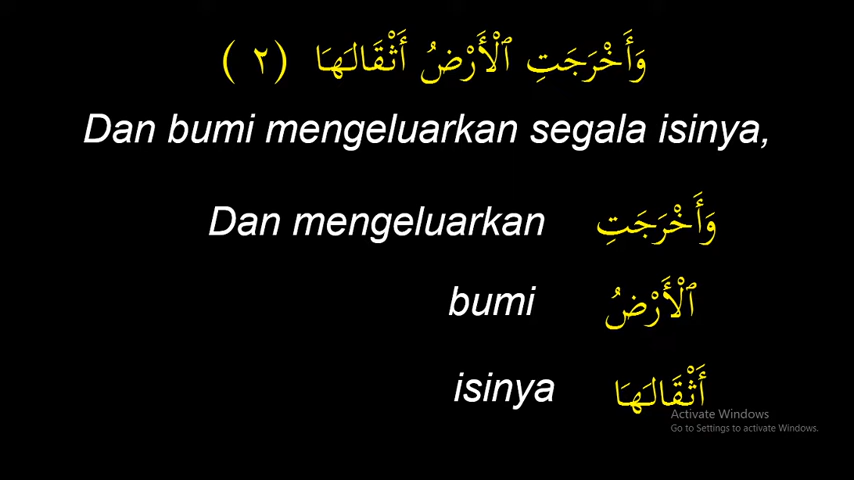 وَأَخْرَجَتِ ٱلْأَرْضُ أَثْقَالَهَا (٢)
Dan bumi mengeluarkan segala isinya,
Dan mengeluarkan وَأَخْرَجَتِ
bumi ٱلْأَرْضُ
isinya أَثْقَالَهَا
Activate Windows
Go to Settings to activate Windows.